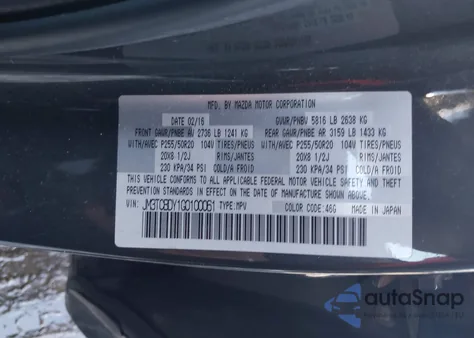 MFD. BY MAZDA MOTOR CORPORATION
DATE 02/16 GVWR/PNBV 5816 LB 2638 KG
FRONT GAWR/PNBE AV 2736 LB 1241 KG REAR GAWR/PNBE AR 3159 LB 1433 KG
WITH/AVEC P255/50R20 104V TIRES/PNEUS WITH/AVEC P255/50R20 104V TIRES/PNEUS
20X8 1/2J RIMS/JANTES 20X8 1/2J RIMS/JANTES
230 KPA/34 PSI COLD/A FROID 230 KPA/34 PSI COLD/A FROID
THIS VEHICLE CONFORMS TO ALL APPLICABLE FEDERAL MOTOR VEHICLE
SAFETY STANDARDS IN EFFECT ON THE DATE OF MANUFACTURE SHOWN ABOVE.
VIN: JM3TCBDY1G0100061 TYPE: MPV COLOR CODE: 46G MADE IN JAPAN
autoSnap